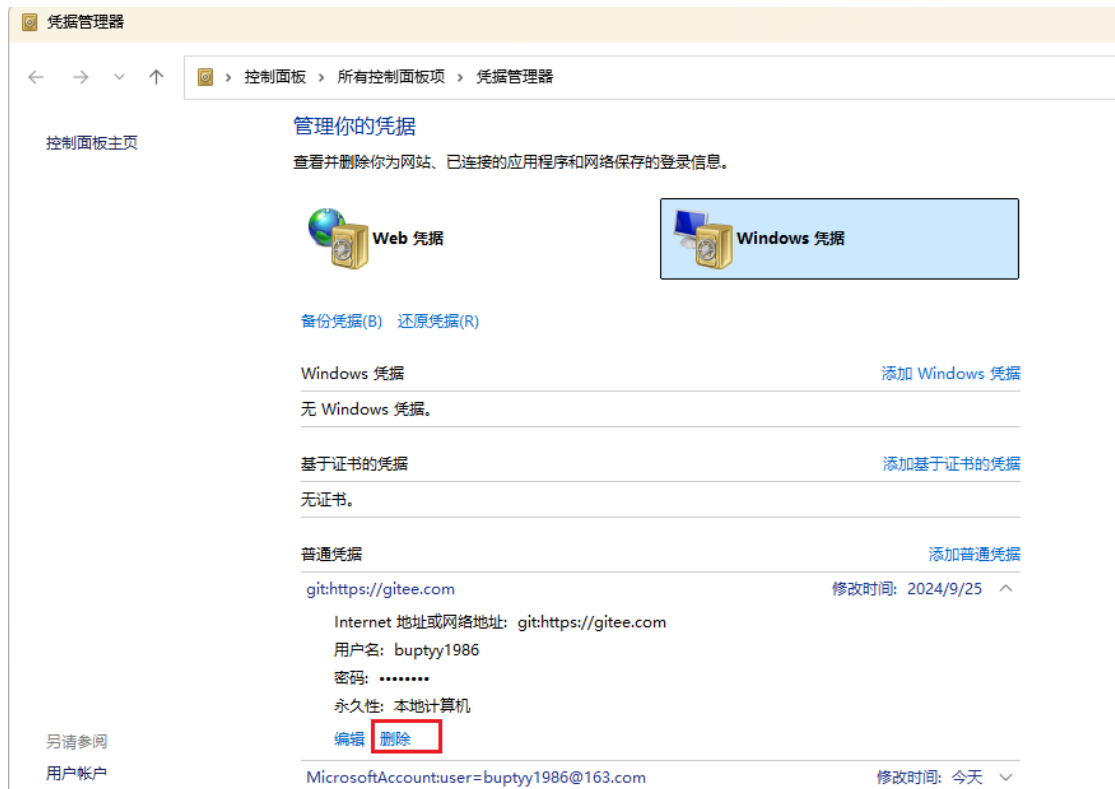 凭据管理器
控制面板 › 所有控制面板项 › 凭据管理器
控制面板主页
管理你的凭据
查看并删除你为网站、已连接的应用程序和网络保存的登录信息。
Web 凭据
Windows 凭据
备份凭据(B) 还原凭据(R)
Windows 凭据 添加 Windows 凭据
无 Windows 凭据。
基于证书的凭据 添加基于证书的凭据
无证书。
普通凭据 添加普通凭据
git:https://gitee.com 修改时间: 2024/9/25
Internet 地址或网络地址: git:https://gitee.com
用户名: buptyy1986
密码: ••••••••
永久性: 本地计算机
编辑 删除
MicrosoftAccount:user=buptyy1986@163.com 修改时间: 今天
另请参阅
用户帐户